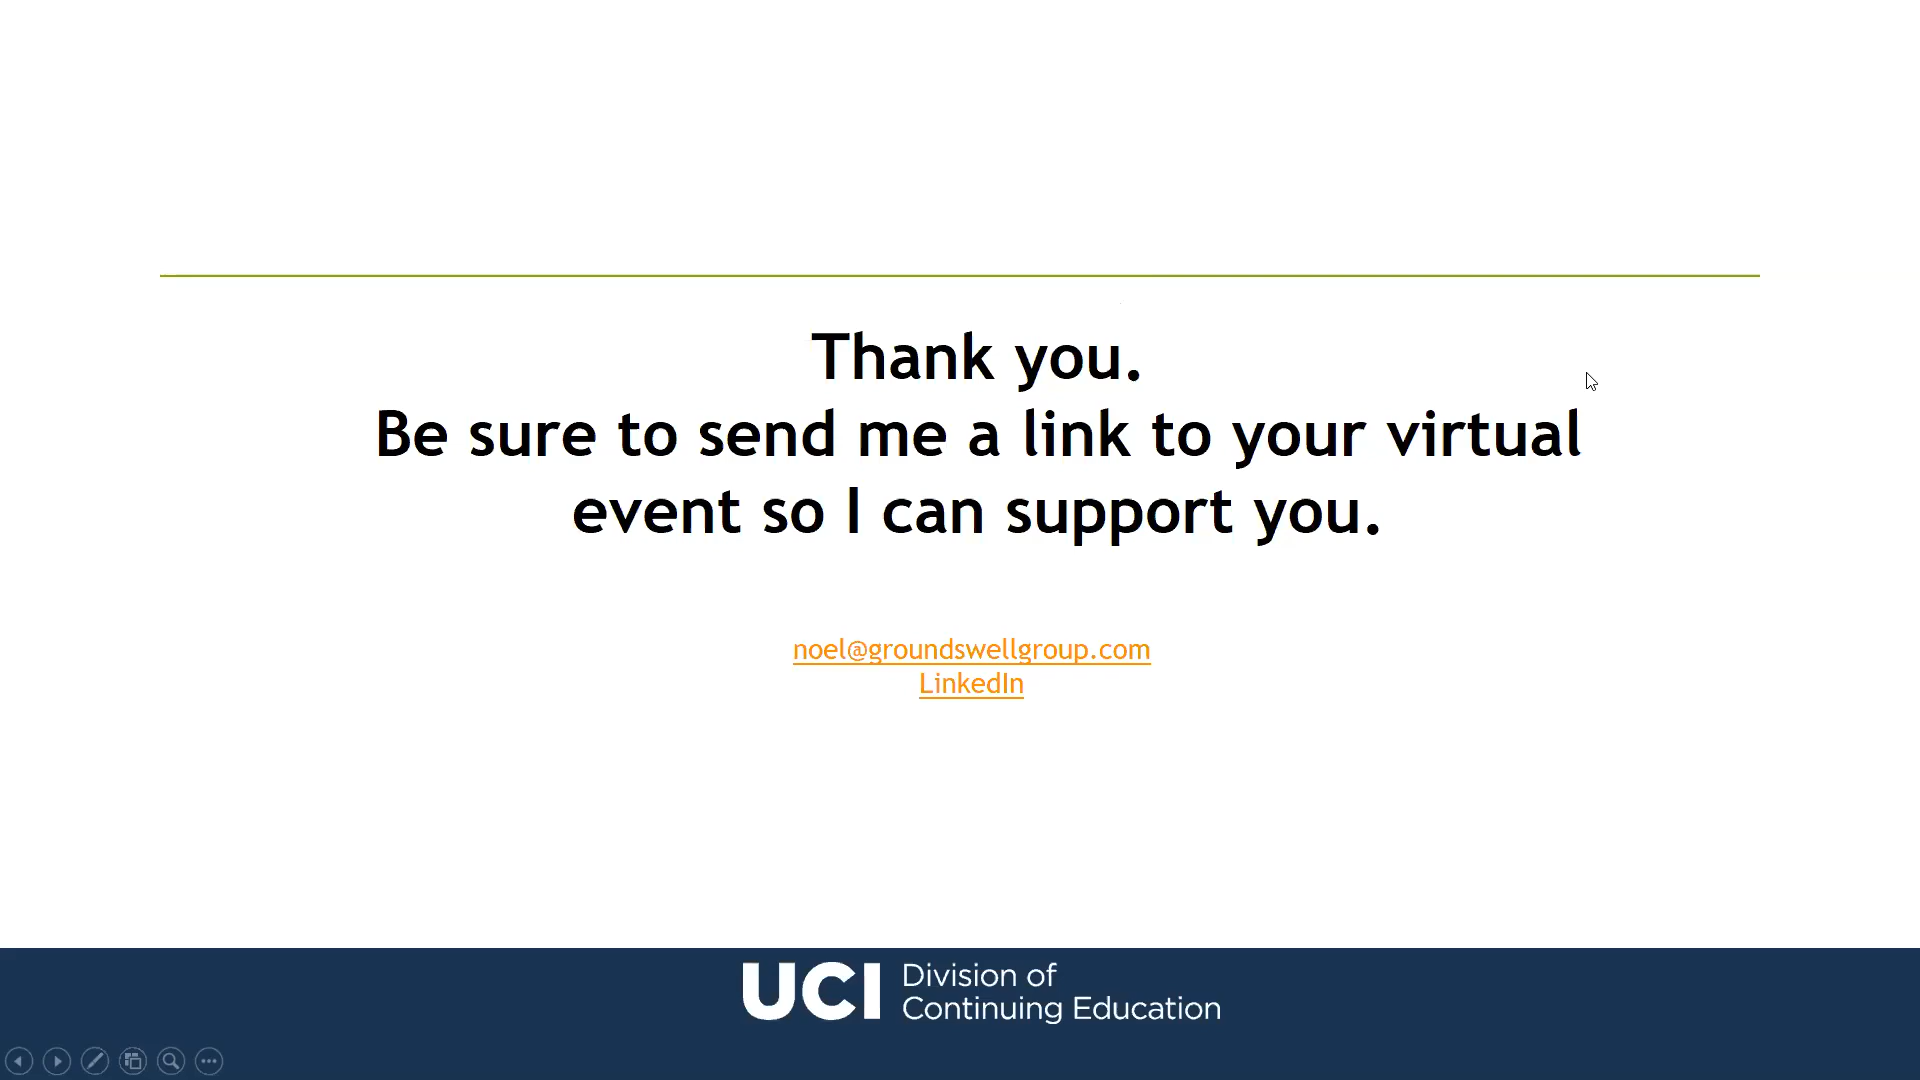 Thank you.
Be sure to send me a link to your virtual
event so I can support you.
noel@groundswellgroup.com
LinkedIn
UCI
Division of
Continuing Education